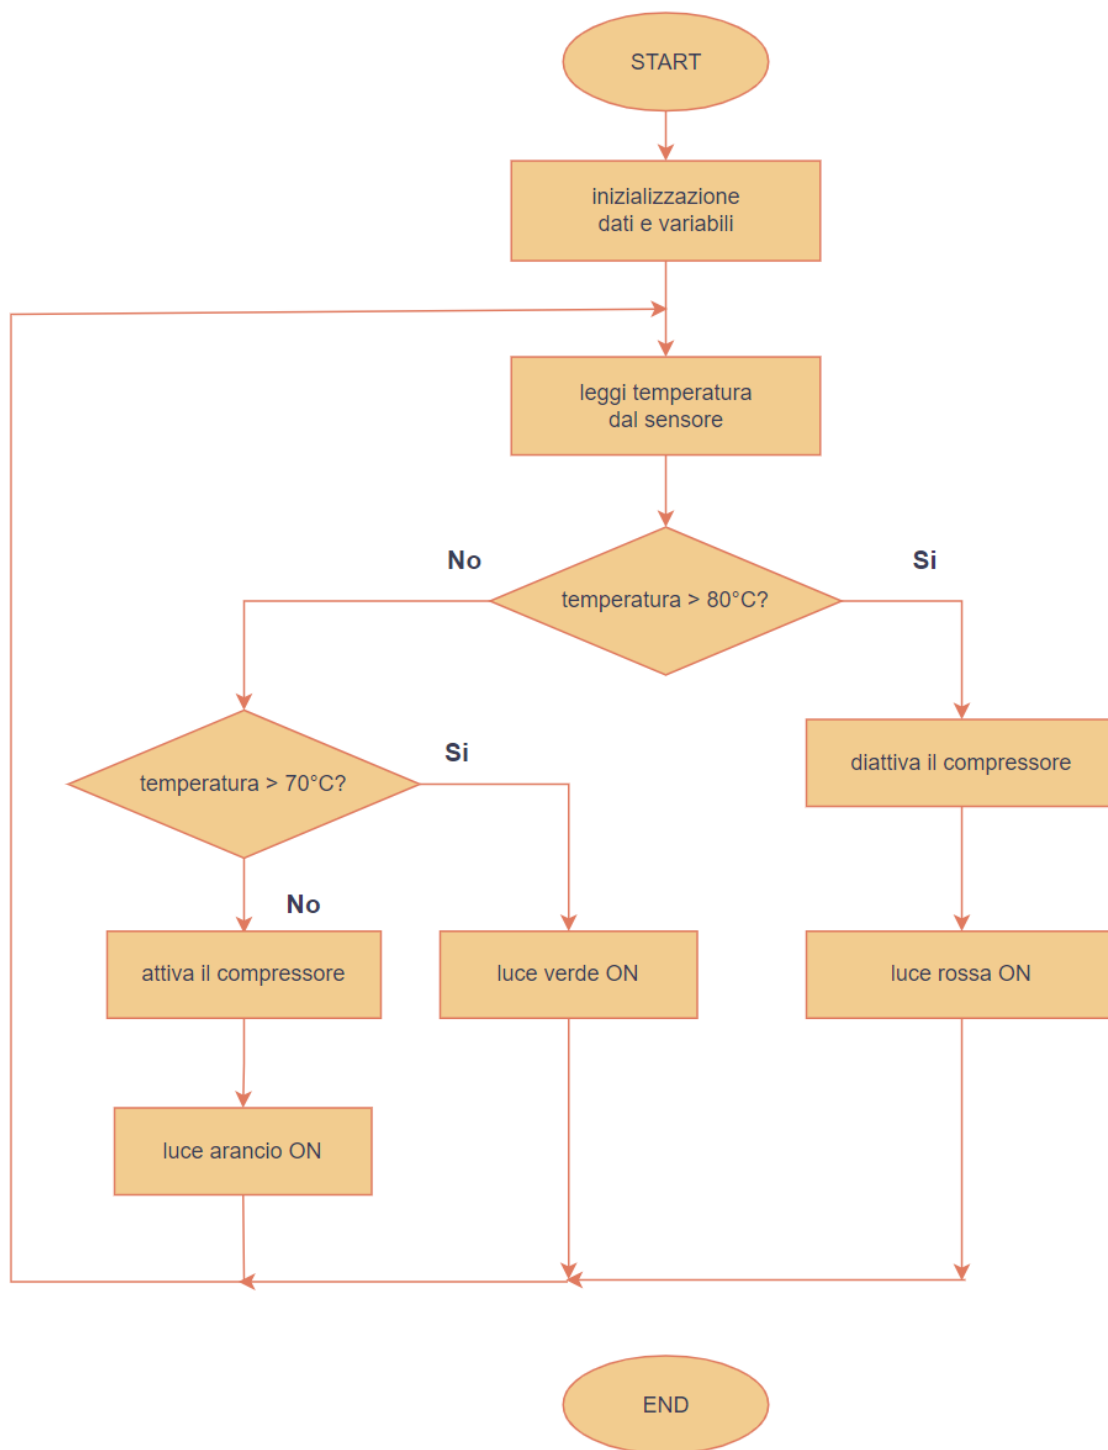 START
inizializzazione
dati e variabili
leggi temperatura
dal sensore
No
Si
temperatura > 80°C?
Si
temperatura > 70°C?
diattiva il compressore
No
attiva il compressore
luce verde ON
luce rossa ON
luce arancio ON
END